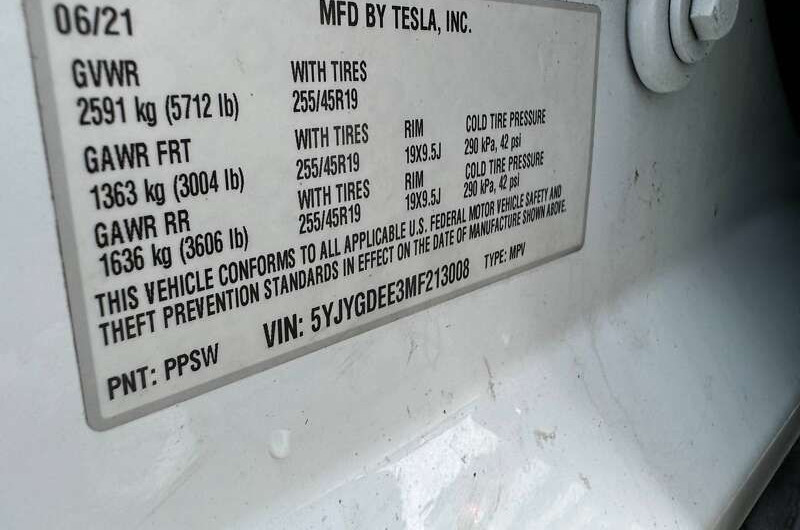 06/21 MFD BY TESLA, INC.
GVWR WITH TIRES
2591 kg (5712 lb) 255/45R19
GAWR FRT WITH TIRES RIM COLD TIRE PRESSURE
1363 kg (3004 lb) 255/45R19 19X9.5J 290 kPa, 42 psi
GAWR RR WITH TIRES RIM COLD TIRE PRESSURE
1636 kg (3606 lb) 255/45R19 19X9.5J 290 kPa, 42 psi
THIS VEHICLE CONFORMS TO ALL APPLICABLE U.S. FEDERAL MOTOR VEHICLE SAFETY AND
THEFT PREVENTION STANDARDS IN EFFECT ON THE DATE OF MANUFACTURE SHOWN ABOVE.
PNT: PPSW VIN: 5YJYGDEE3MF213008 TYPE: MPV